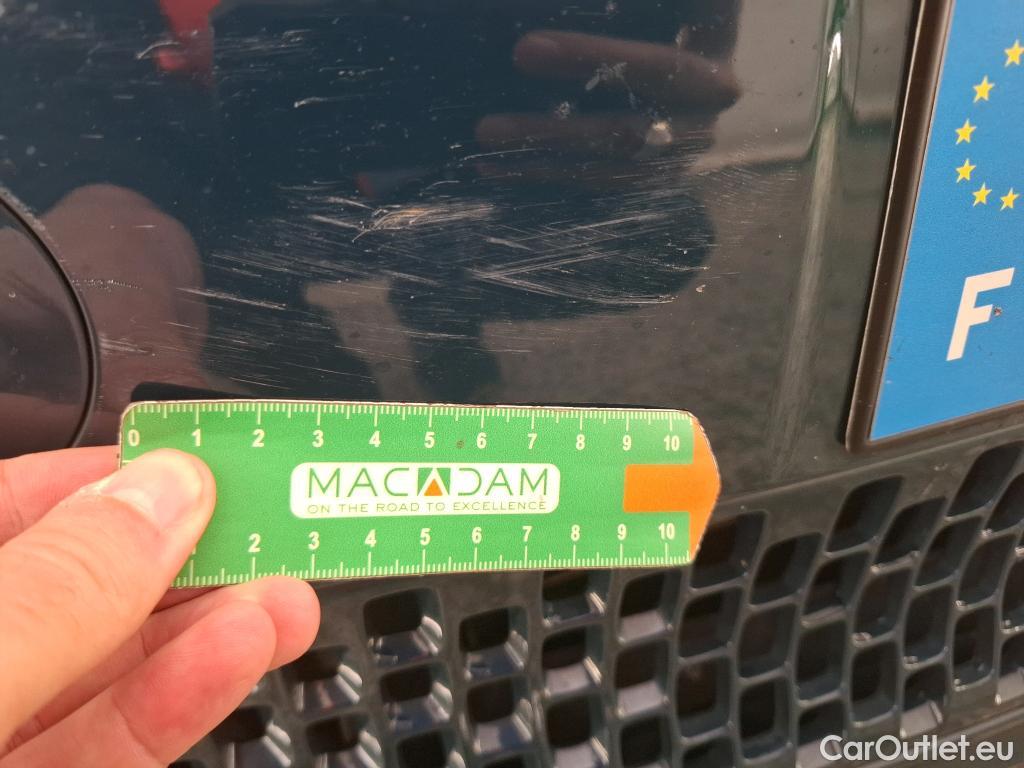 F
0 1 2 3 4 5 6 7 8 9 10
MACADAM
ON THE ROAD TO EXCELLENCE
2 3 4 5 6 7 8 9 10
CarOutlet.eu